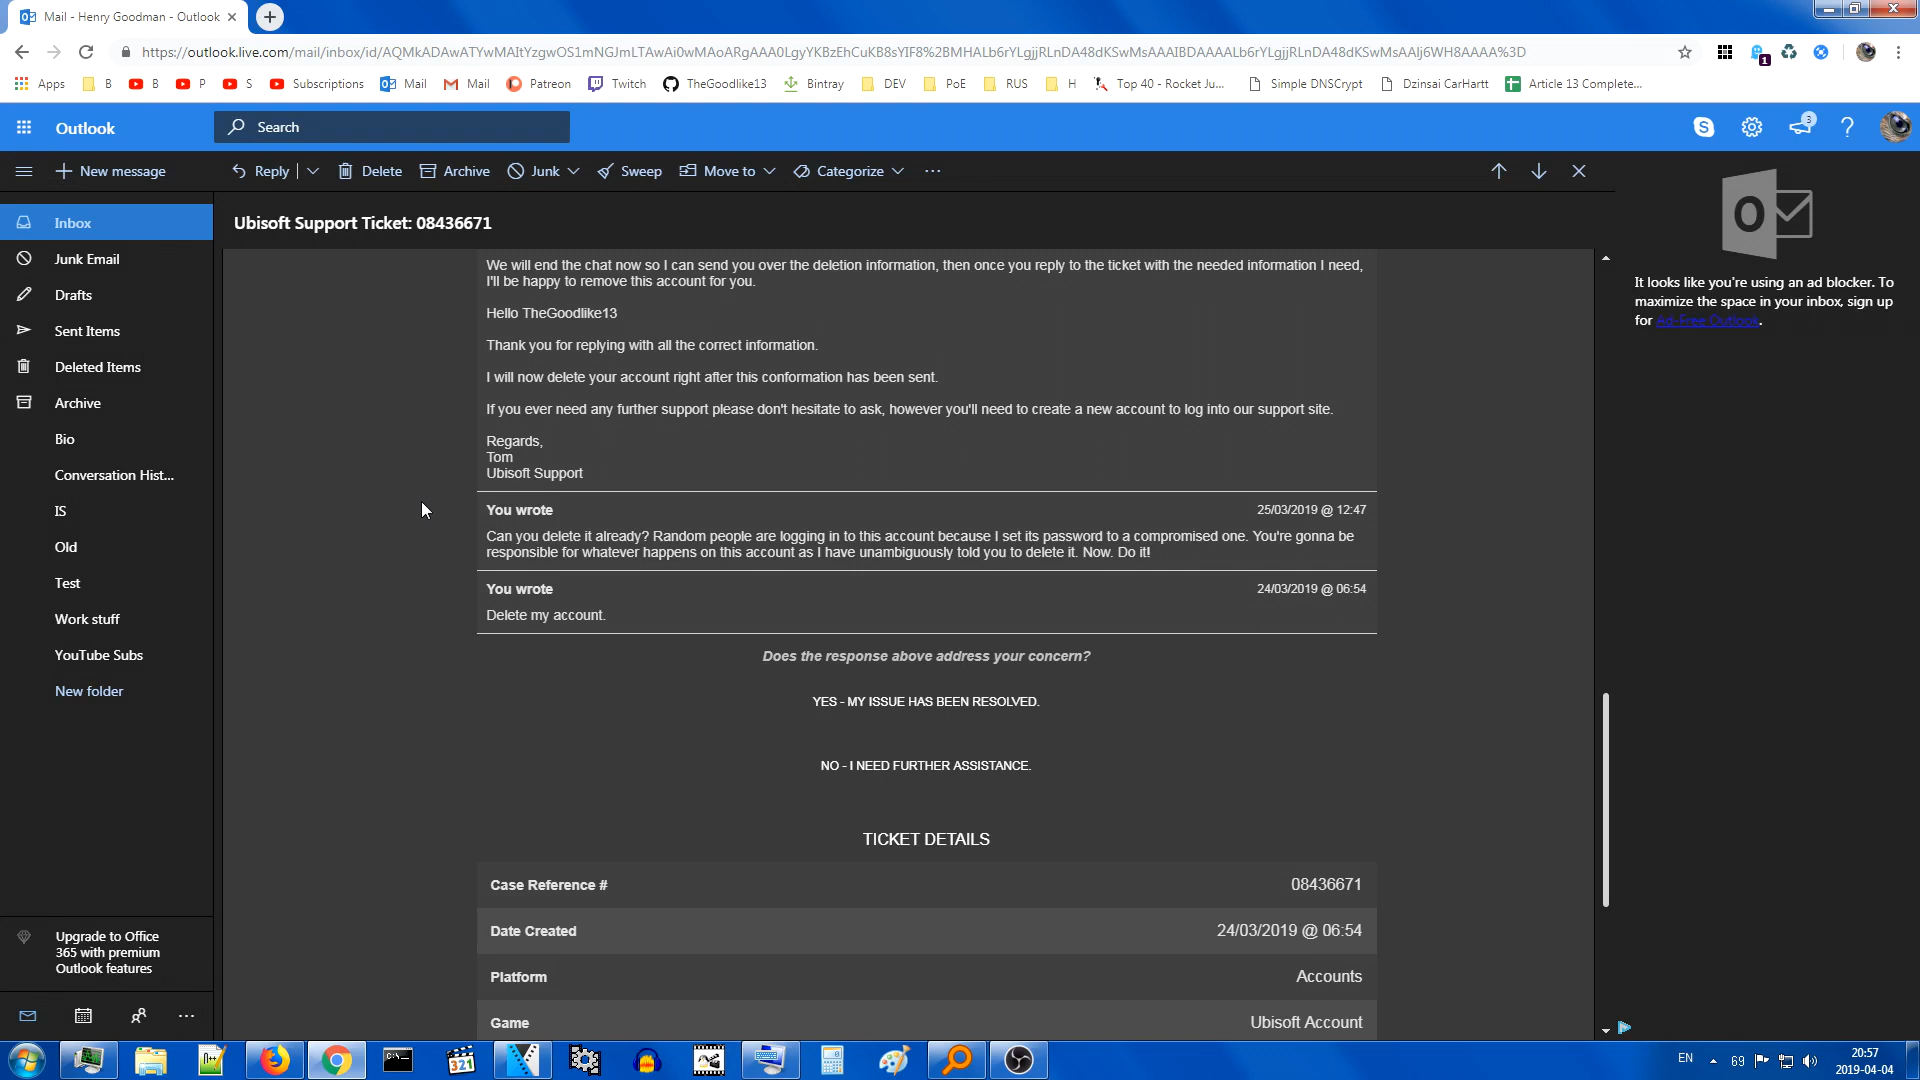 Mail - Henry Goodman - Outlook
https://outlook.live.com/mail/inbox/id/AQMkADAwATYwMAItYzgwOS1mNGJmLTAwAi0wMAoARgAAA0LgyYKBzEhCuKB8sYIF8%2BMHALb6rYLgjjRLnDA48dKSwMsAAAIBDAAAALb6rYLgjjRLnDA48dKSwMsAAIj6WH8AAAA%3D
1
Apps B B P S Subscriptions Mail Mail Patreon Twitch TheGoodlike13 Bintray DEV PoE RUS H Top 40 - Rocket Ju... Simple DNSCrypt Dzinsai CarHartt Article 13 Complete...
Outlook
Search
3
New message
Reply Delete Archive Junk Sweep Move to Categorize
Inbox
Junk Email
Drafts
Sent Items
Deleted Items
Archive
Bio
Conversation Hist...
IS
Old
Test
Work stuff
YouTube Subs
New folder
Upgrade to Office
365 with premium
Outlook features
Ubisoft Support Ticket: 08436671
We will end the chat now so I can send you over the deletion information, then once you reply to the ticket with the needed information I need,
I'll be happy to remove this account for you.
Hello TheGoodlike13
Thank you for replying with all the correct information.
I will now delete your account right after this conformation has been sent.
If you ever need any further support please don't hesitate to ask, however you'll need to create a new account to log into our support site.
Regards,
Tom
Ubisoft Support
You wrote 25/03/2019 @ 12:47
Can you delete it already? Random people are logging in to this account because I set its password to a compromised one. You're gonna be
responsible for whatever happens on this account as I have unambiguously told you to delete it. Now. Do it!
You wrote 24/03/2019 @ 06:54
Delete my account.
Does the response above address your concern?
YES - MY ISSUE HAS BEEN RESOLVED.
NO - I NEED FURTHER ASSISTANCE.
TICKET DETAILS
Case Reference # 08436671
Date Created 24/03/2019 @ 06:54
Platform Accounts
Game Ubisoft Account
It looks like you're using an ad blocker. To
maximize the space in your inbox, sign up
for Ad-Free Outlook.
321
EN 69
20:57
2019-04-04